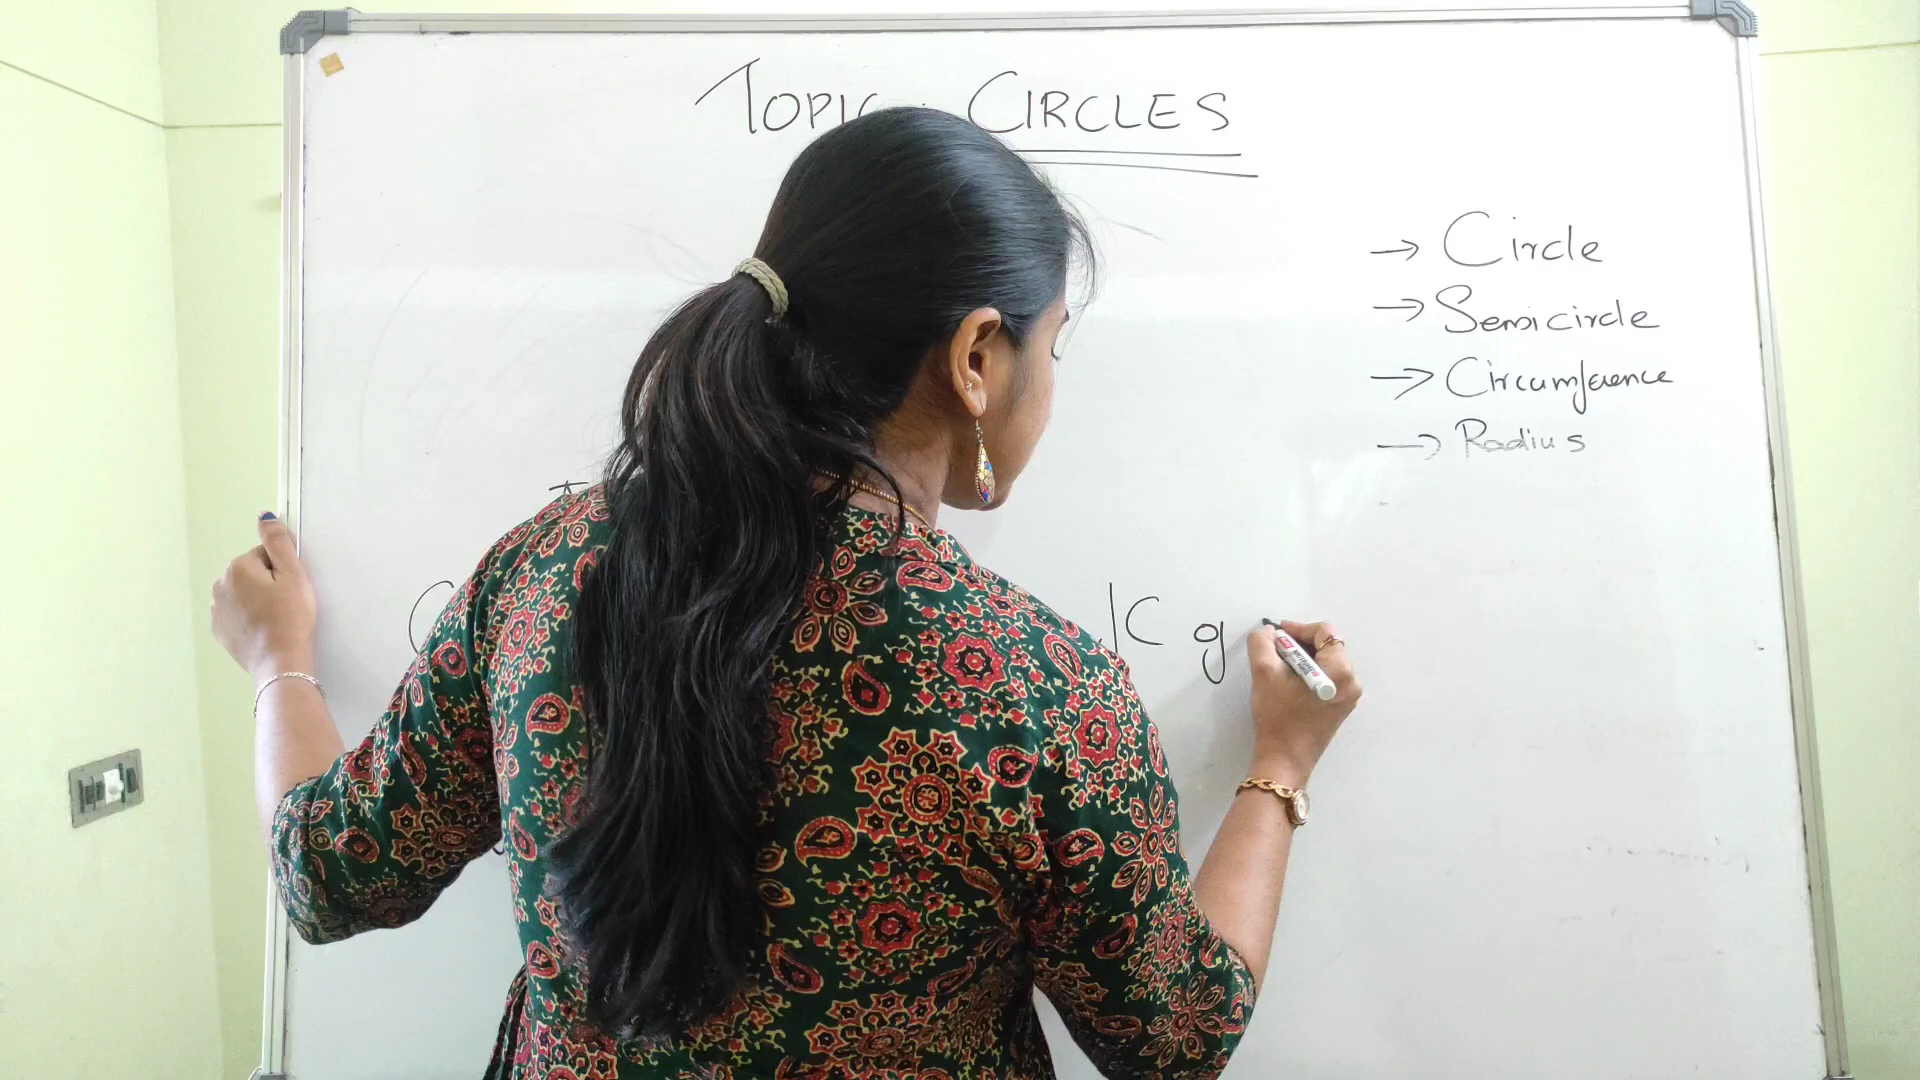 TOPIC: CIRCLES
→ Circle
→ Semicircle
→ Circumference
→ Radius
C g